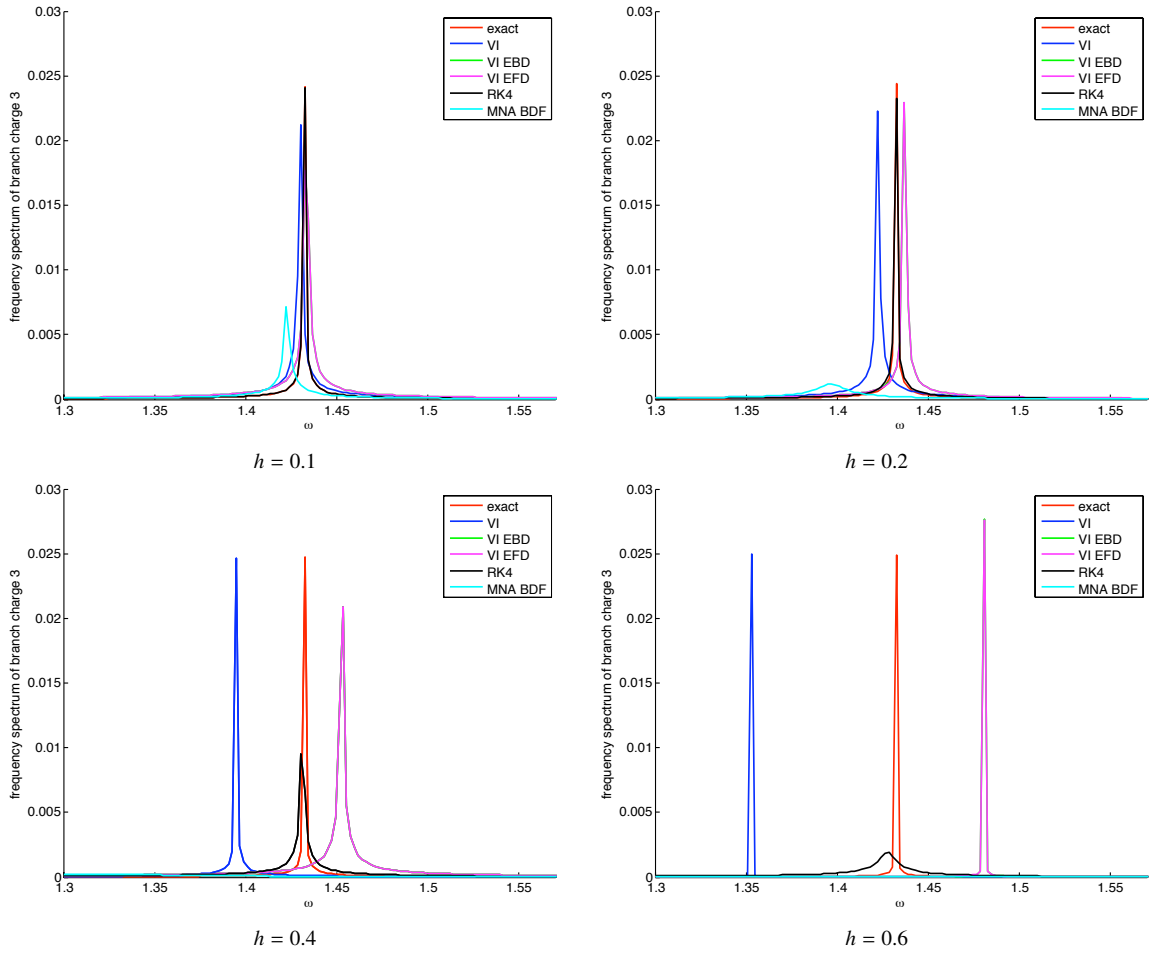 0.03
0.025
0.02
0.015
0.01
0.005
0
frequency spectrum of branch charge 3
1.3 1.35 1.4 1.45 1.5 1.55
ω
exact
VI
VI EBD
VI EFD
RK4
MNA BDF
h = 0.1
0.03
0.025
0.02
0.015
0.01
0.005
0
frequency spectrum of branch charge 3
1.3 1.35 1.4 1.45 1.5 1.55
ω
exact
VI
VI EBD
VI EFD
RK4
MNA BDF
h = 0.2
0.03
0.025
0.02
0.015
0.01
0.005
0
frequency spectrum of branch charge 3
1.3 1.35 1.4 1.45 1.5 1.55
ω
exact
VI
VI EBD
VI EFD
RK4
MNA BDF
h = 0.4
0.03
0.025
0.02
0.015
0.01
0.005
0
frequency spectrum of branch charge 3
1.3 1.35 1.4 1.45 1.5 1.55
ω
exact
VI
VI EBD
VI EFD
RK4
MNA BDF
h = 0.6